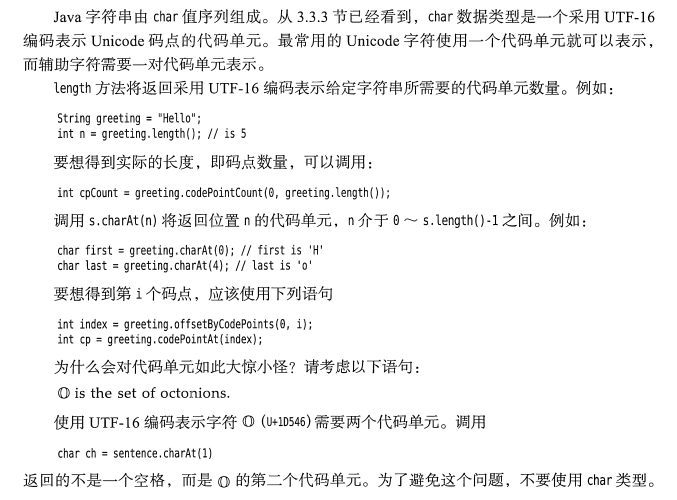 Java 字符串由 char 值序列组成。从 3.3.3 节已经看到，char 数据类型是一个采用 UTF-16
编码表示 Unicode 码点的代码单元。最常用的 Unicode 字符使用一个代码单元就可以表示，
而辅助字符需要一对代码单元表示。
length 方法将返回采用 UTF-16 编码表示给定字符串所需要的代码单元数量。例如：
String greeting = "Hello";
int n = greeting.length(); // is 5
要想得到实际的长度，即码点数量，可以调用：
int cpCount = greeting.codePointCount(0, greeting.length());
调用 s.charAt(n) 将返回位置 n 的代码单元，n 介于 0 ～ s.length()-1 之间。例如：
char first = greeting.charAt(0); // first is 'H'
char last = greeting.charAt(4); // last is 'o'
要想得到第 i 个码点，应该使用下列语句
int index = greeting.offsetByCodePoints(0, i);
int cp = greeting.codePointAt(index);
为什么会对代码单元如此大惊小怪？请考虑以下语句：
𝕆 is the set of octonions.
使用 UTF-16 编码表示字符 𝕆 (U+1D546) 需要两个代码单元。调用
char ch = sentence.charAt(1)
返回的不是一个空格，而是 𝕆 的第二个代码单元。为了避免这个问题，不要使用 char 类型。